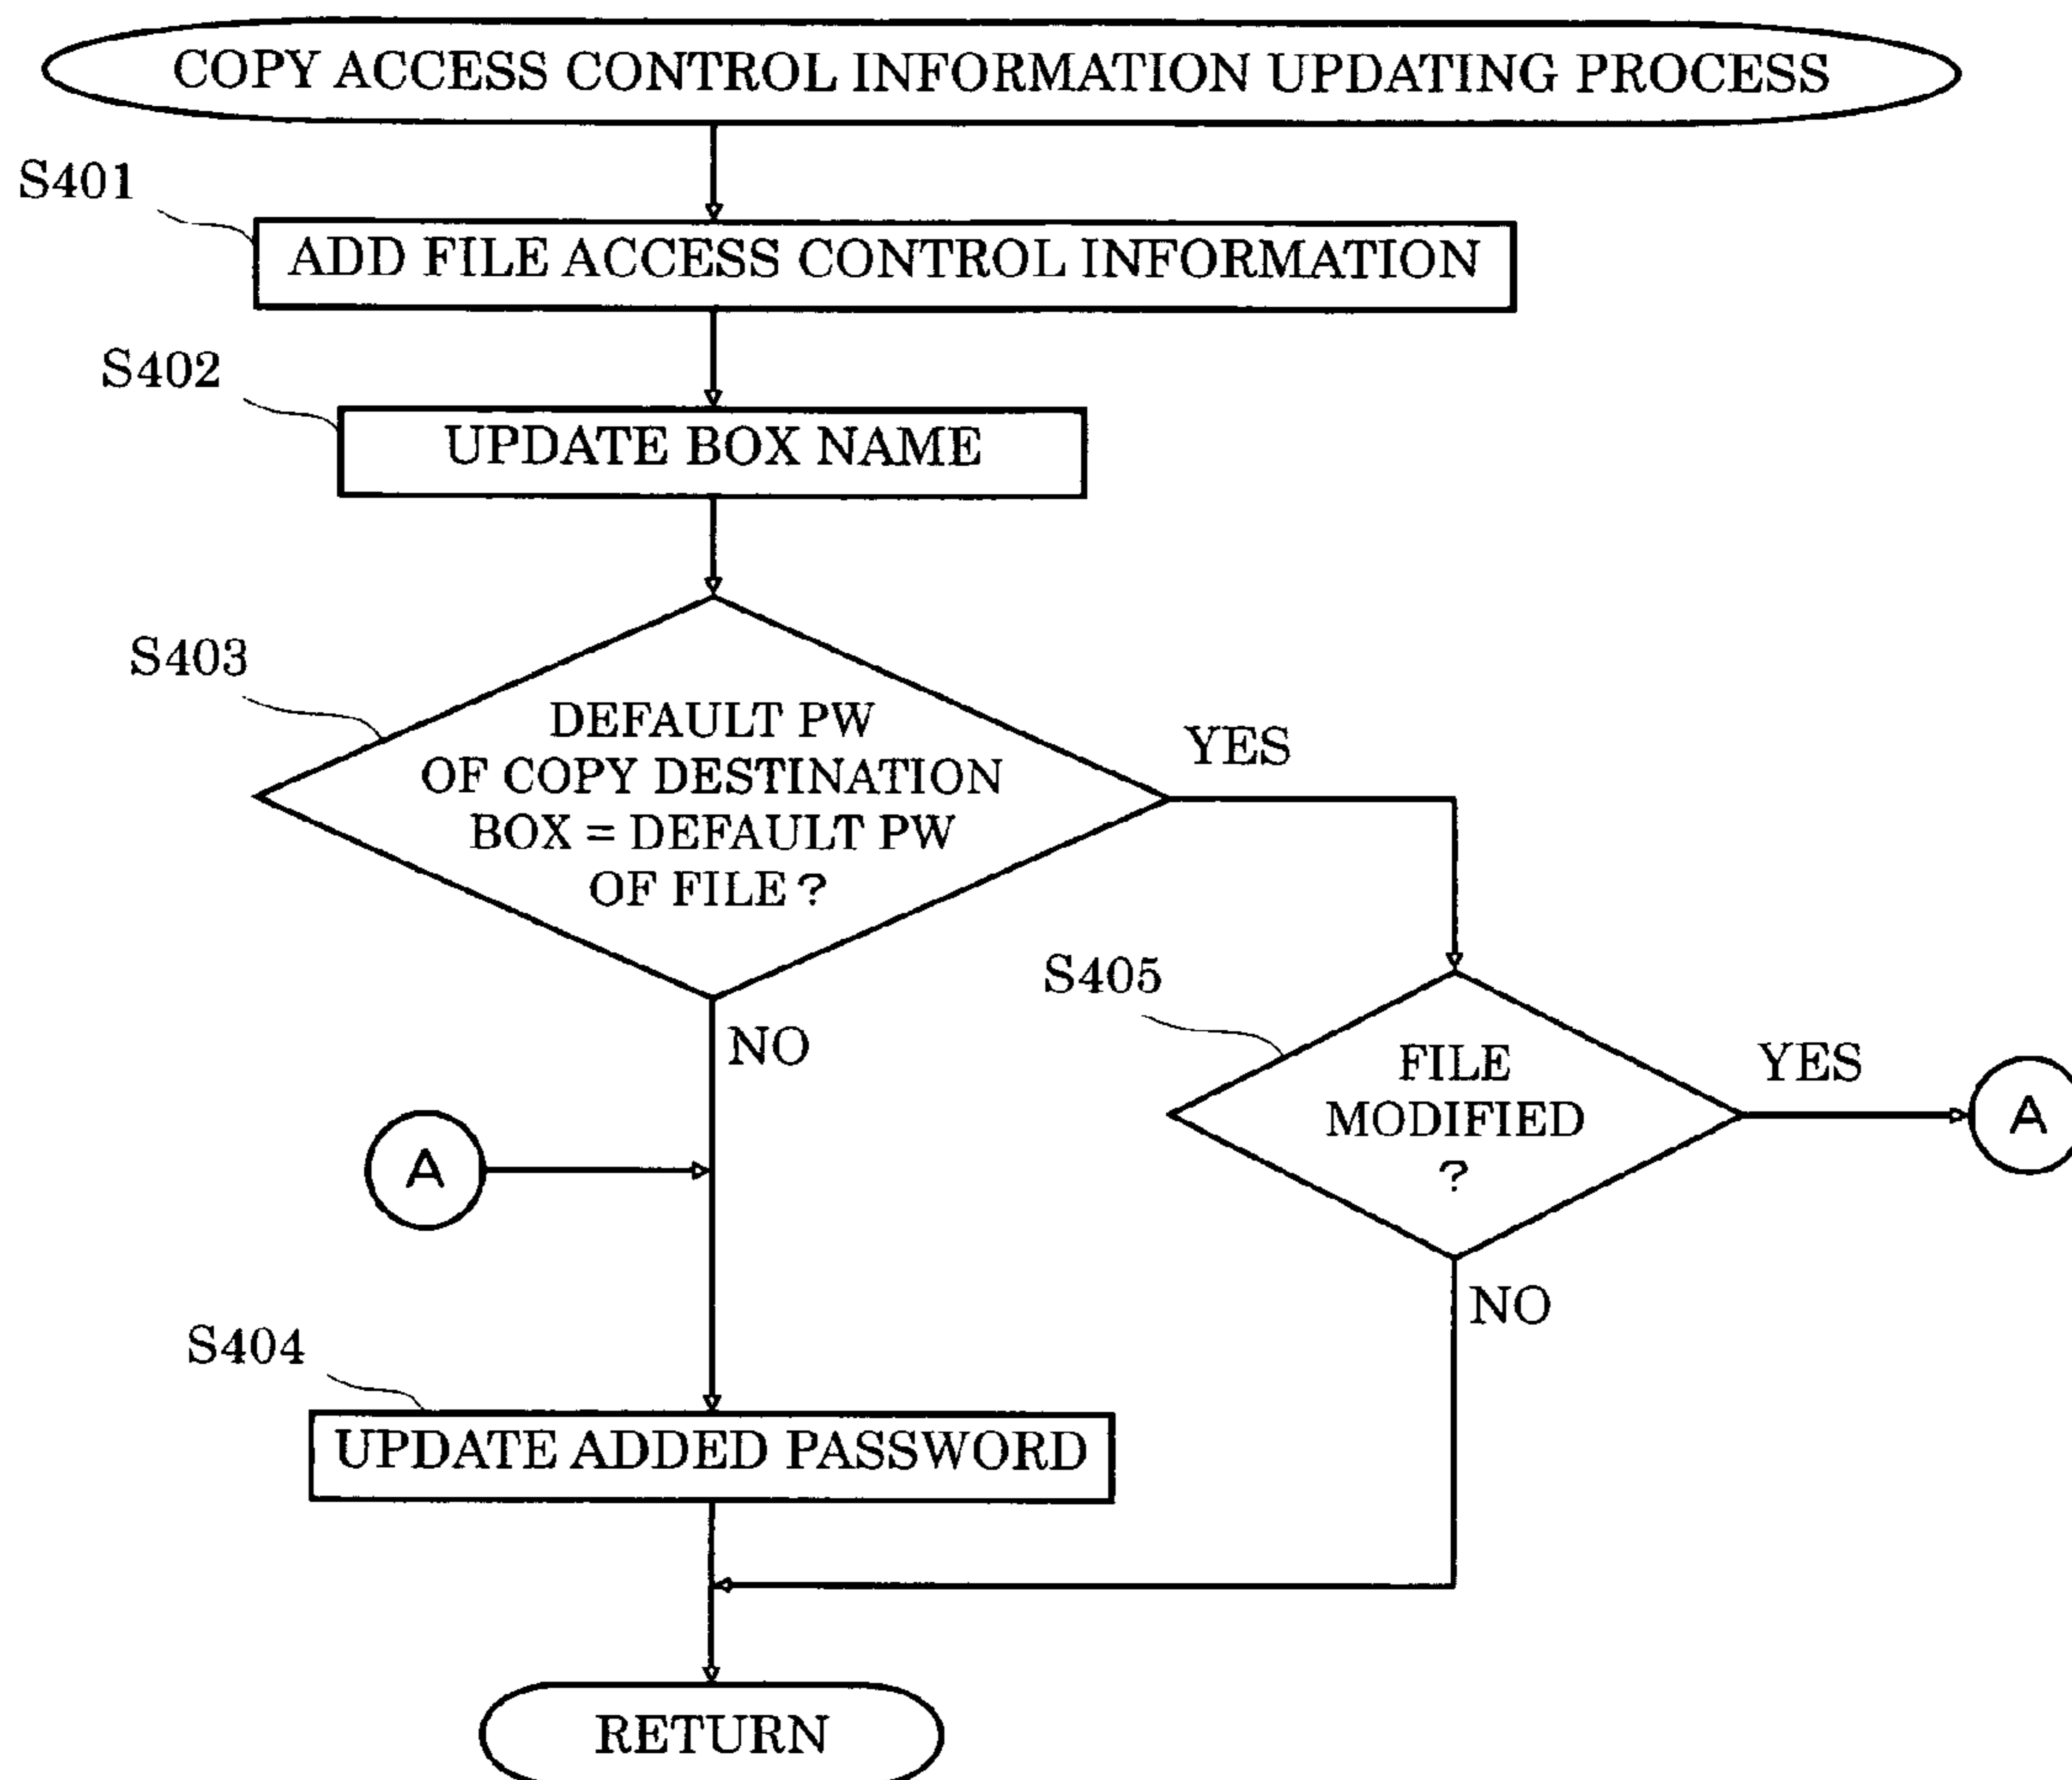 COPY ACCESS CONTROL INFORMATION UPDATING PROCESS
S401
ADD FILE ACCESS CONTROL INFORMATION
S402
UPDATE BOX NAME
S403
DEFAULT PW
OF COPY DESTINATION
BOX = DEFAULT PW
OF FILE ?
YES
NO
S405
FILE
MODIFIED
?
YES
A
NO
A
S404
UPDATE ADDED PASSWORD
RETURN